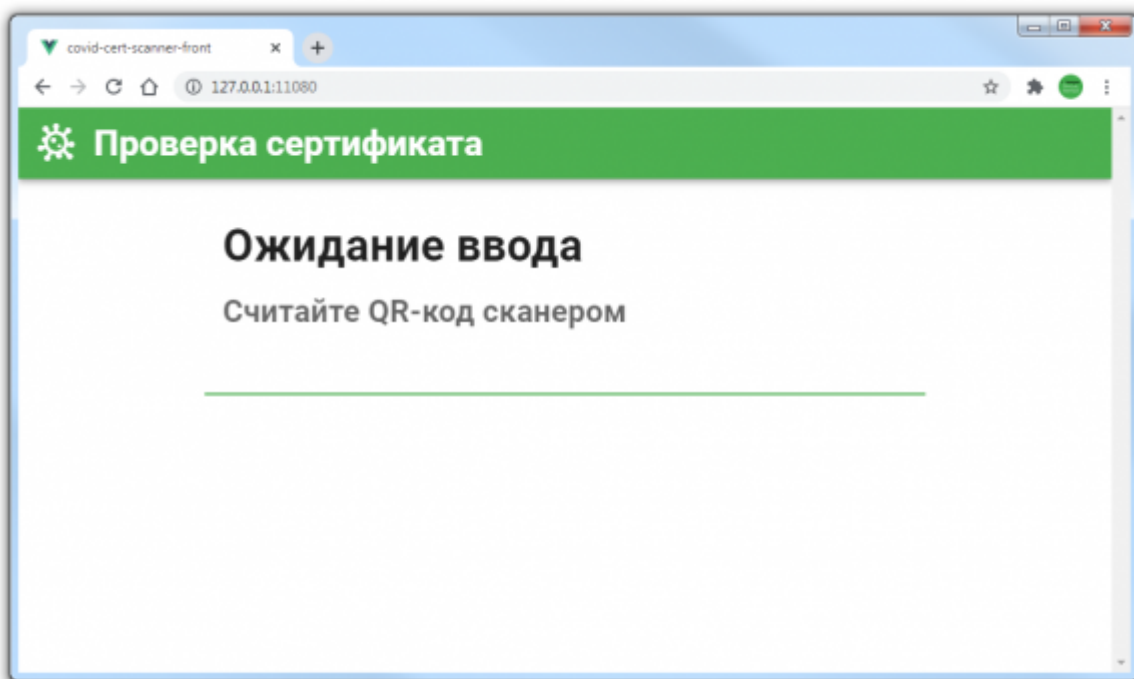 covid-cert-scanner-front
127.0.0.1:11080
Проверка сертификата
Ожидание ввода
Считайте QR-код сканером